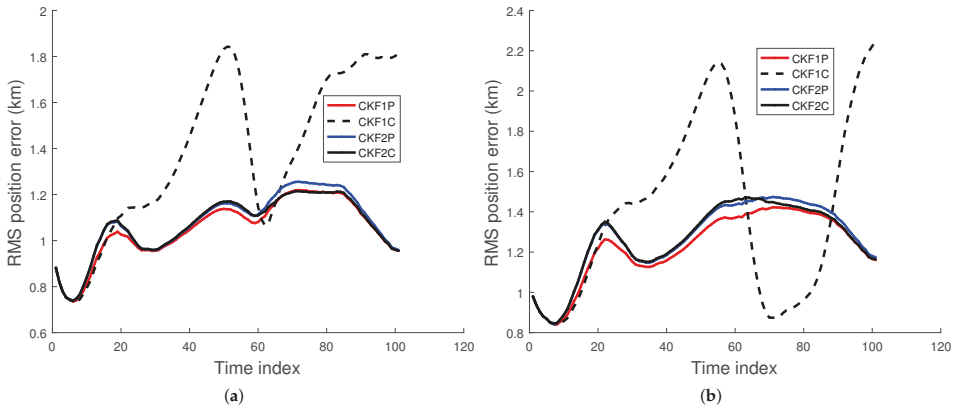 2
1.8
1.6
1.4
1.2
1
0.8
0.6
RMS position error (km)
CKF1P
CKF1C
CKF2P
CKF2C
0 20 40 60 80 100 120
Time index
(a)
2.4
2.2
2
1.8
1.6
1.4
1.2
1
0.8
RMS position error (km)
CKF1P
CKF1C
CKF2P
CKF2C
0 20 40 60 80 100 120
Time index
(b)